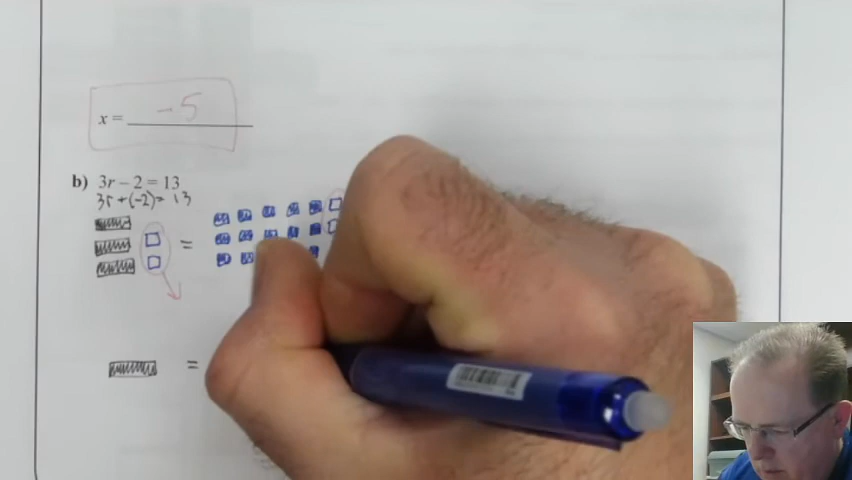 x = -5
b) 3r - 2 = 13
3r + (-2) = 13
=
=